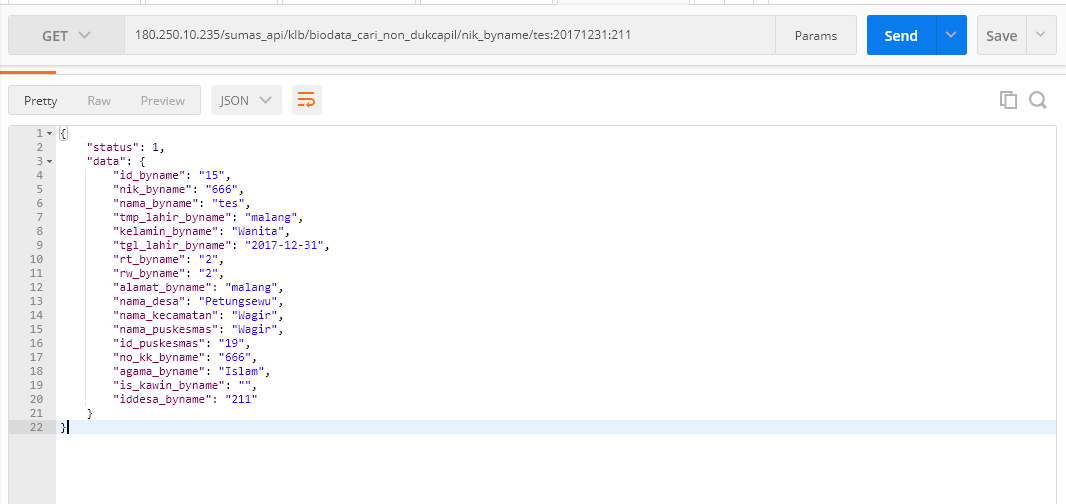 GET 180.250.10.235/sumas_api/klb/biodata_cari_non_dukcapil/nik_byname/tes:20171231:211 Params Send Save
Pretty Raw Preview JSON
1 {
2 "status": 1,
3 "data": {
4 "id_byname": "15",
5 "nik_byname": "666",
6 "nama_byname": "tes",
7 "tmp_lahir_byname": "malang",
8 "kelamin_byname": "Wanita",
9 "tgl_lahir_byname": "2017-12-31",
10 "rt_byname": "2",
11 "rw_byname": "2",
12 "alamat_byname": "malang",
13 "nama_desa": "Petungsewu",
14 "nama_kecamatan": "Wagir",
15 "nama_puskesmas": "Wagir",
16 "id_puskesmas": "19",
17 "no_kk_byname": "666",
18 "agama_byname": "Islam",
19 "is_kawin_byname": "",
20 "iddesa_byname": "211"
21 }
22 }